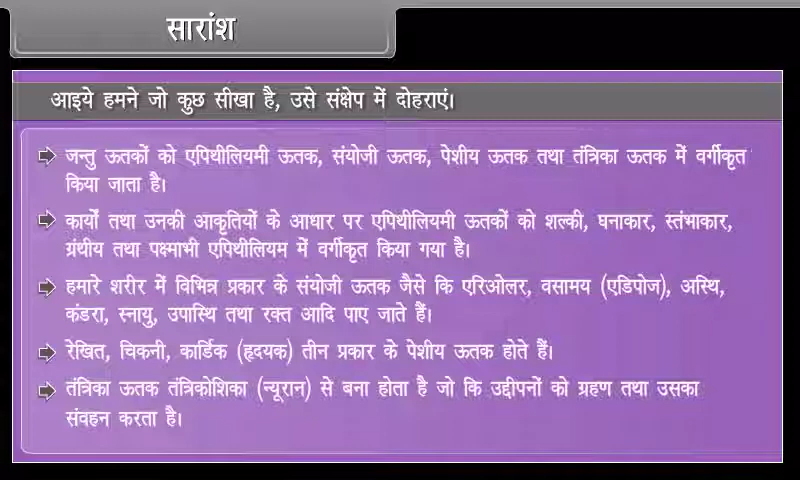 सारांश
आइये हमने जो कुछ सीखा है, उसे संक्षेप में दोहराएं।
जन्तु ऊतकों को एपिथीलियमी ऊतक, संयोजी ऊतक, पेशीय ऊतक तथा तंत्रिका ऊतक में वर्गीकृत
किया जाता है।
कार्यों तथा उनकी आकृतियों के आधार पर एपिथीलियमी ऊतकों को शल्की, घनाकार, स्तंभाकार,
ग्रंथीय तथा पक्ष्माभी एपिथीलियम में वर्गीकृत किया गया है।
हमारे शरीर में विभिन्न प्रकार के संयोजी ऊतक जैसे कि एरिओलर, वसामय (एडिपोज), अस्थि,
कंडरा, स्नायु, उपास्थि तथा रक्त आदि पाए जाते हैं।
रेखित, चिकनी, कार्डिक (हृदयक) तीन प्रकार के पेशीय ऊतक होते हैं।
तंत्रिका ऊतक तंत्रिकोशिका (न्यूरान) से बना होता है जो कि उद्दीपनों को ग्रहण तथा उसका
संवहन करता है।